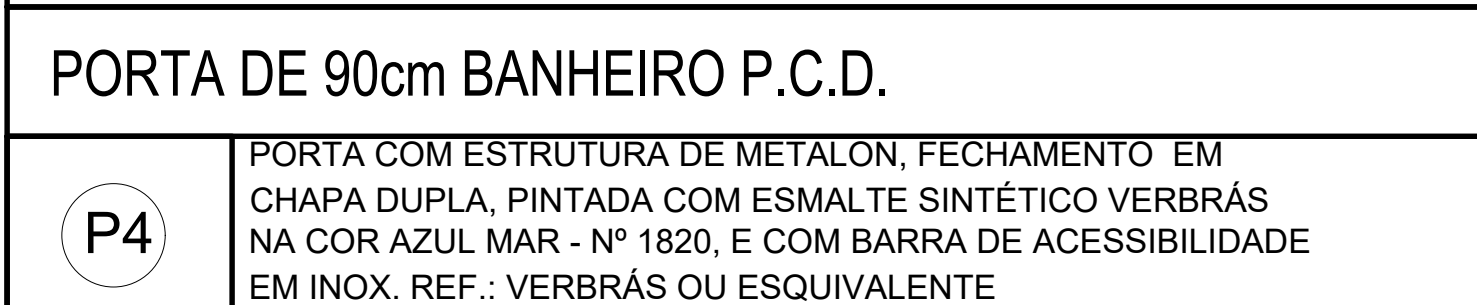 PORTA DE 90cm BANHEIRO P.C.D.
P4
PORTA COM ESTRUTURA DE METALON, FECHAMENTO EM
CHAPA DUPLA, PINTADA COM ESMALTE SINTÉTICO VERBRÁS
NA COR AZUL MAR - Nº 1820, E COM BARRA DE ACESSIBILIDADE
EM INOX. REF.: VERBRÁS OU ESQUIVALENTE